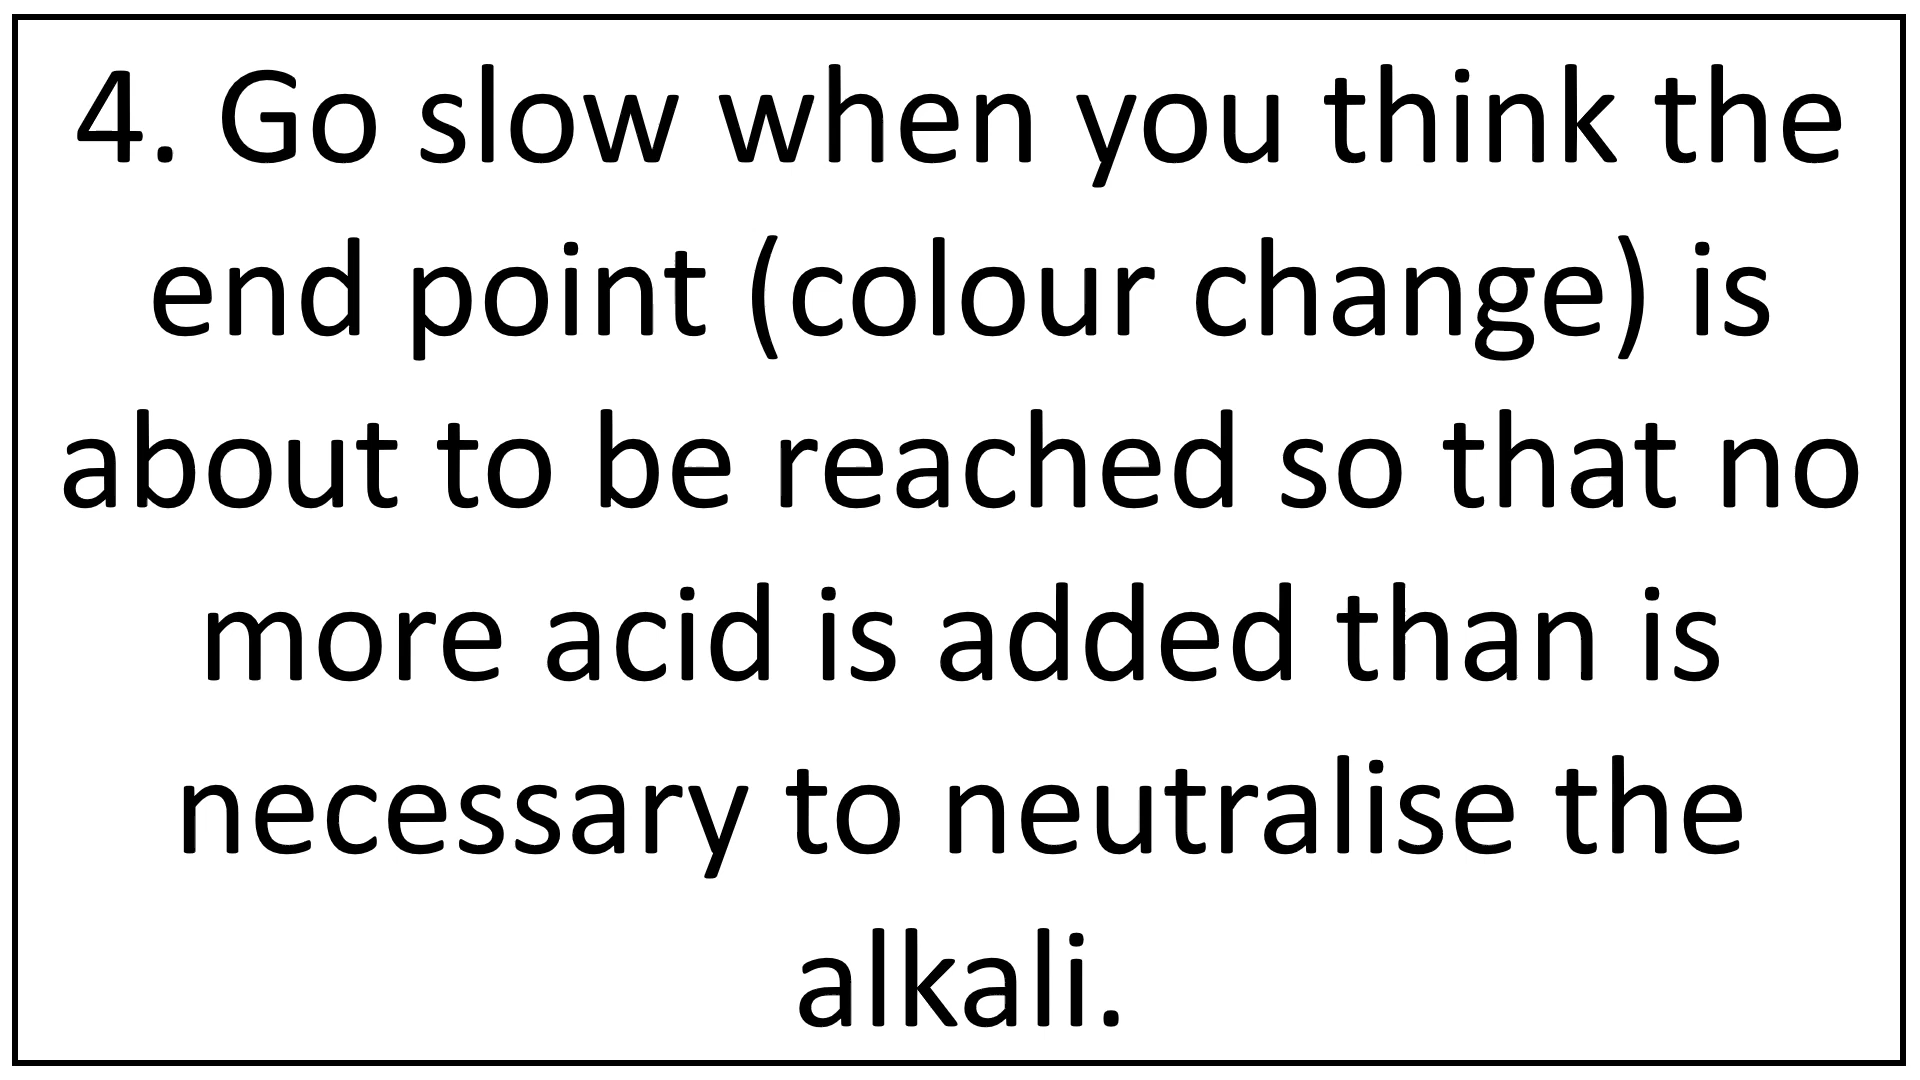 4. Go slow when you think the
end point (colour change) is
about to be reached so that no
more acid is added than is
necessary to neutralise the
alkali.